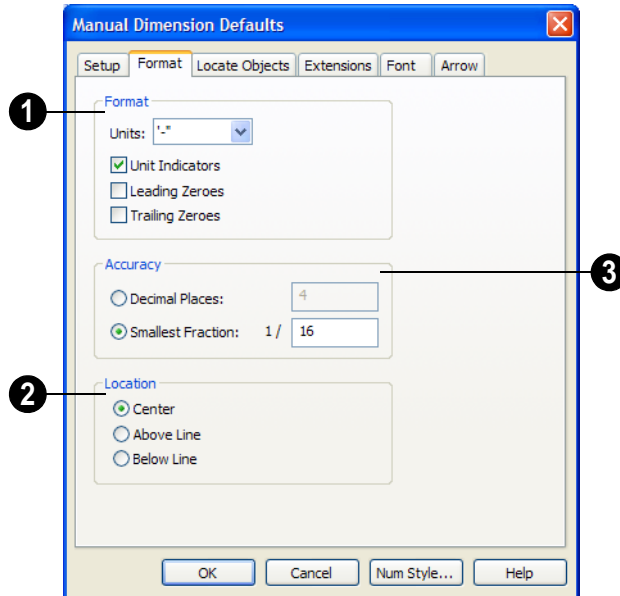 Manual Dimension Defaults
Setup Format Locate Objects Extensions Font Arrow
1
Format
Units: '-"
Unit Indicators
Leading Zeroes
Trailing Zeroes
Accuracy
3
Decimal Places: 4
Smallest Fraction: 1 / 16
2
Location
Center
Above Line
Below Line
OK Cancel Num Style... Help